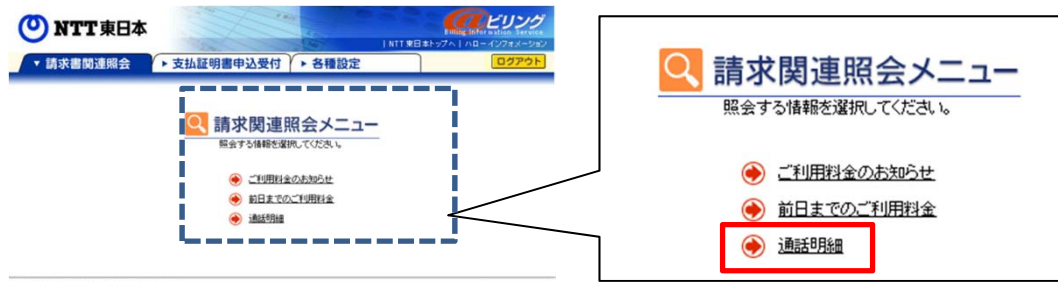 NTT東日本
@ビリング
Billing Information Service
| NTT東日本トップへ | ハローインフォメーション
▼ 請求書関連照会
▶ 支払証明書申込受付
▶ 各種設定
ログアウト
請求関連照会メニュー
照会する情報を選択してください。
ご利用料金のお知らせ
前日までのご利用料金
通話明細
請求関連照会メニュー
照会する情報を選択してください。
ご利用料金のお知らせ
前日までのご利用料金
通話明細